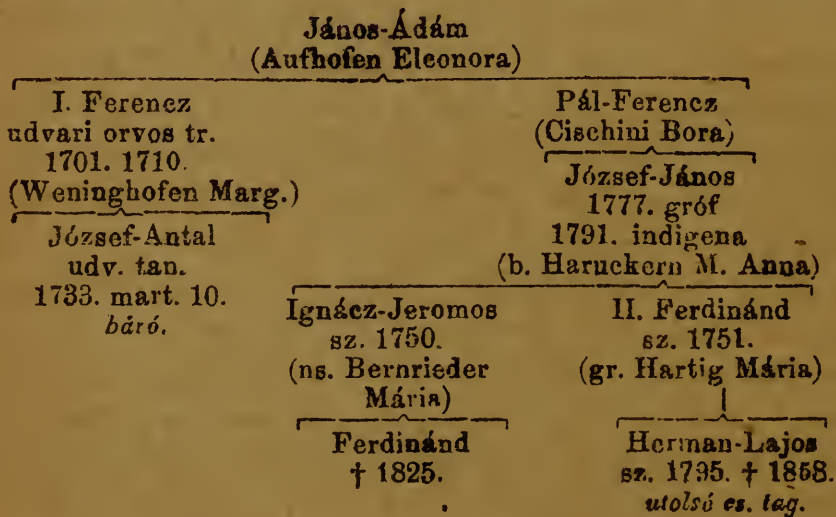 János-Ádám
(Aufhofen Eleonora)
I. Ferencz
udvari orvos tr.
1701. 1710.
(Weninghofen Marg.)
József-Antal
udv. tan.
1733. mart. 10.
báró.
Pál-Ferencz
(Cischini Bora)
József-János
1777. gróf
1791. indigena
(b. Haruckern M. Anna)
Ignácz-Jeromos
sz. 1750.
(ns. Bernrieder
Mária)
Ferdinánd
† 1825.
II. Ferdinánd
sz. 1751.
(gr. Hartig Mária)
Herman-Lajos
sz. 1795. † 1858.
utolsó cs. tag.